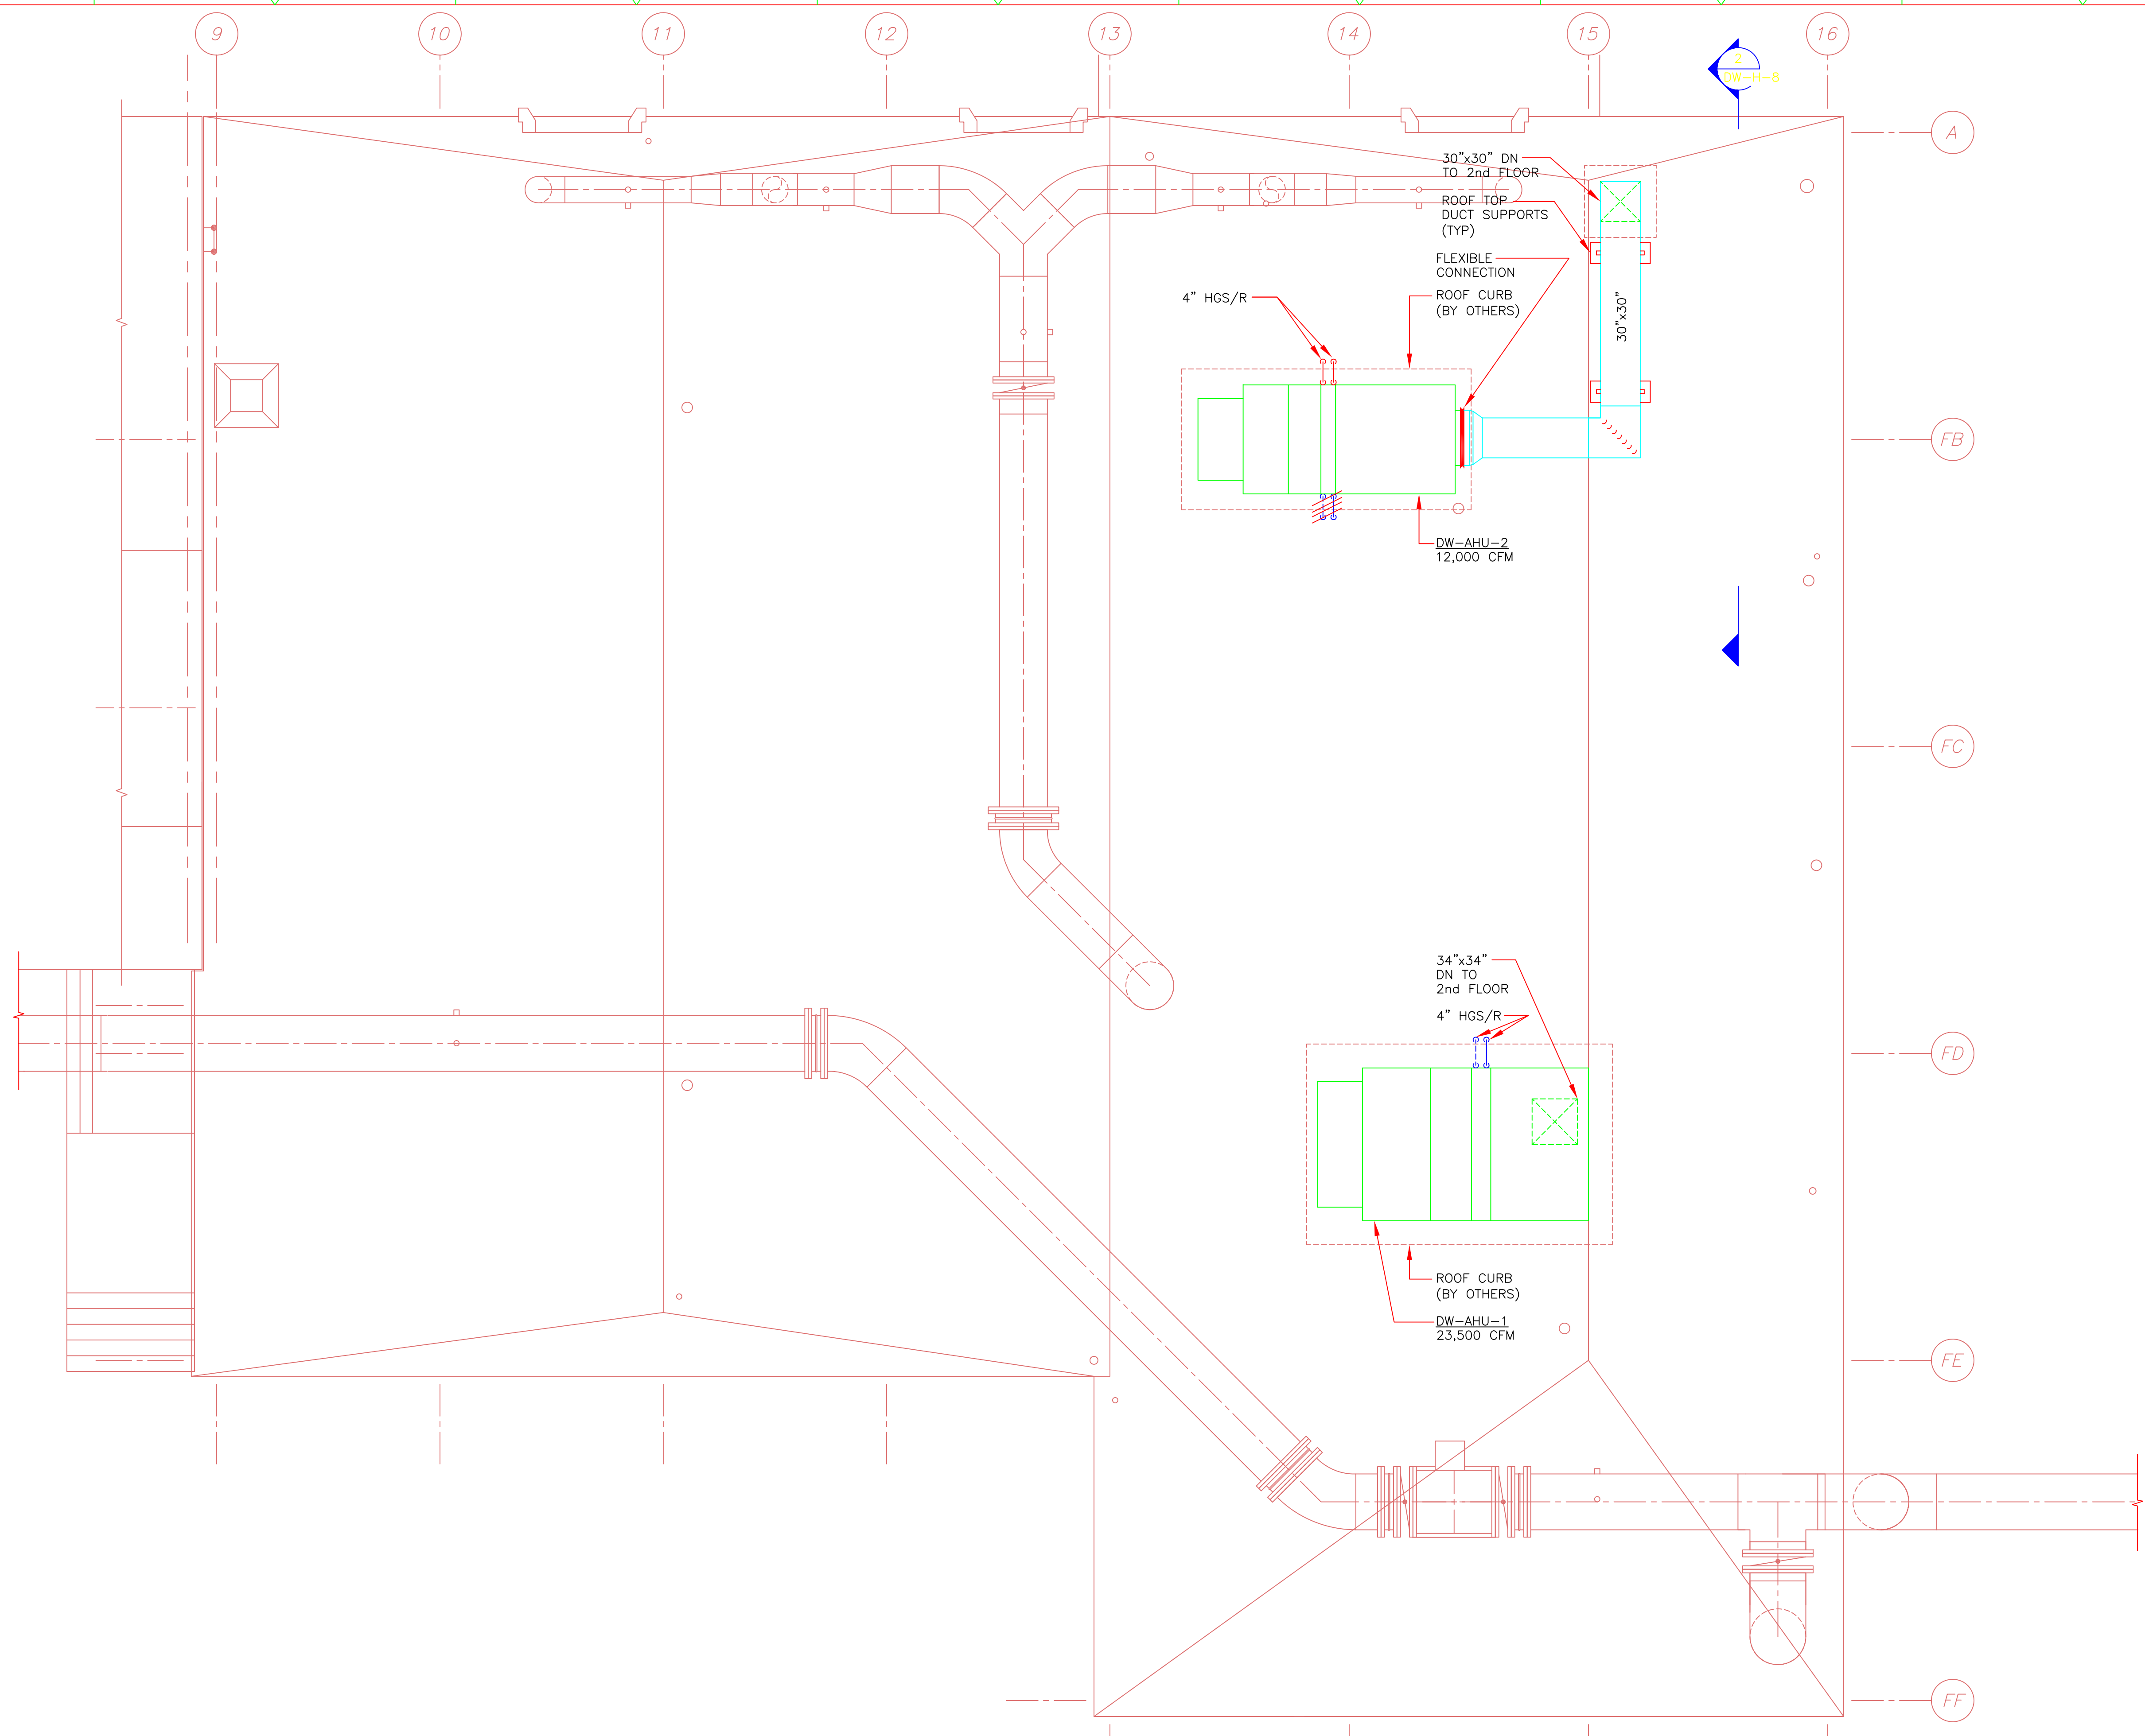 9 10 11 12 13 14 15 16
2
DW-H-8
A
30"x30" DN
TO 2nd FLOOR
ROOF TOP
DUCT SUPPORTS
(TYP)
FLEXIBLE
CONNECTION
4" HGS/R
ROOF CURB
(BY OTHERS)
30"x30"
FB
DW-AHU-2
12,000 CFM
FC
34"x34"
DN TO
2nd FLOOR
4" HGS/R
FD
ROOF CURB
(BY OTHERS)
DW-AHU-1
23,500 CFM
FE
FF